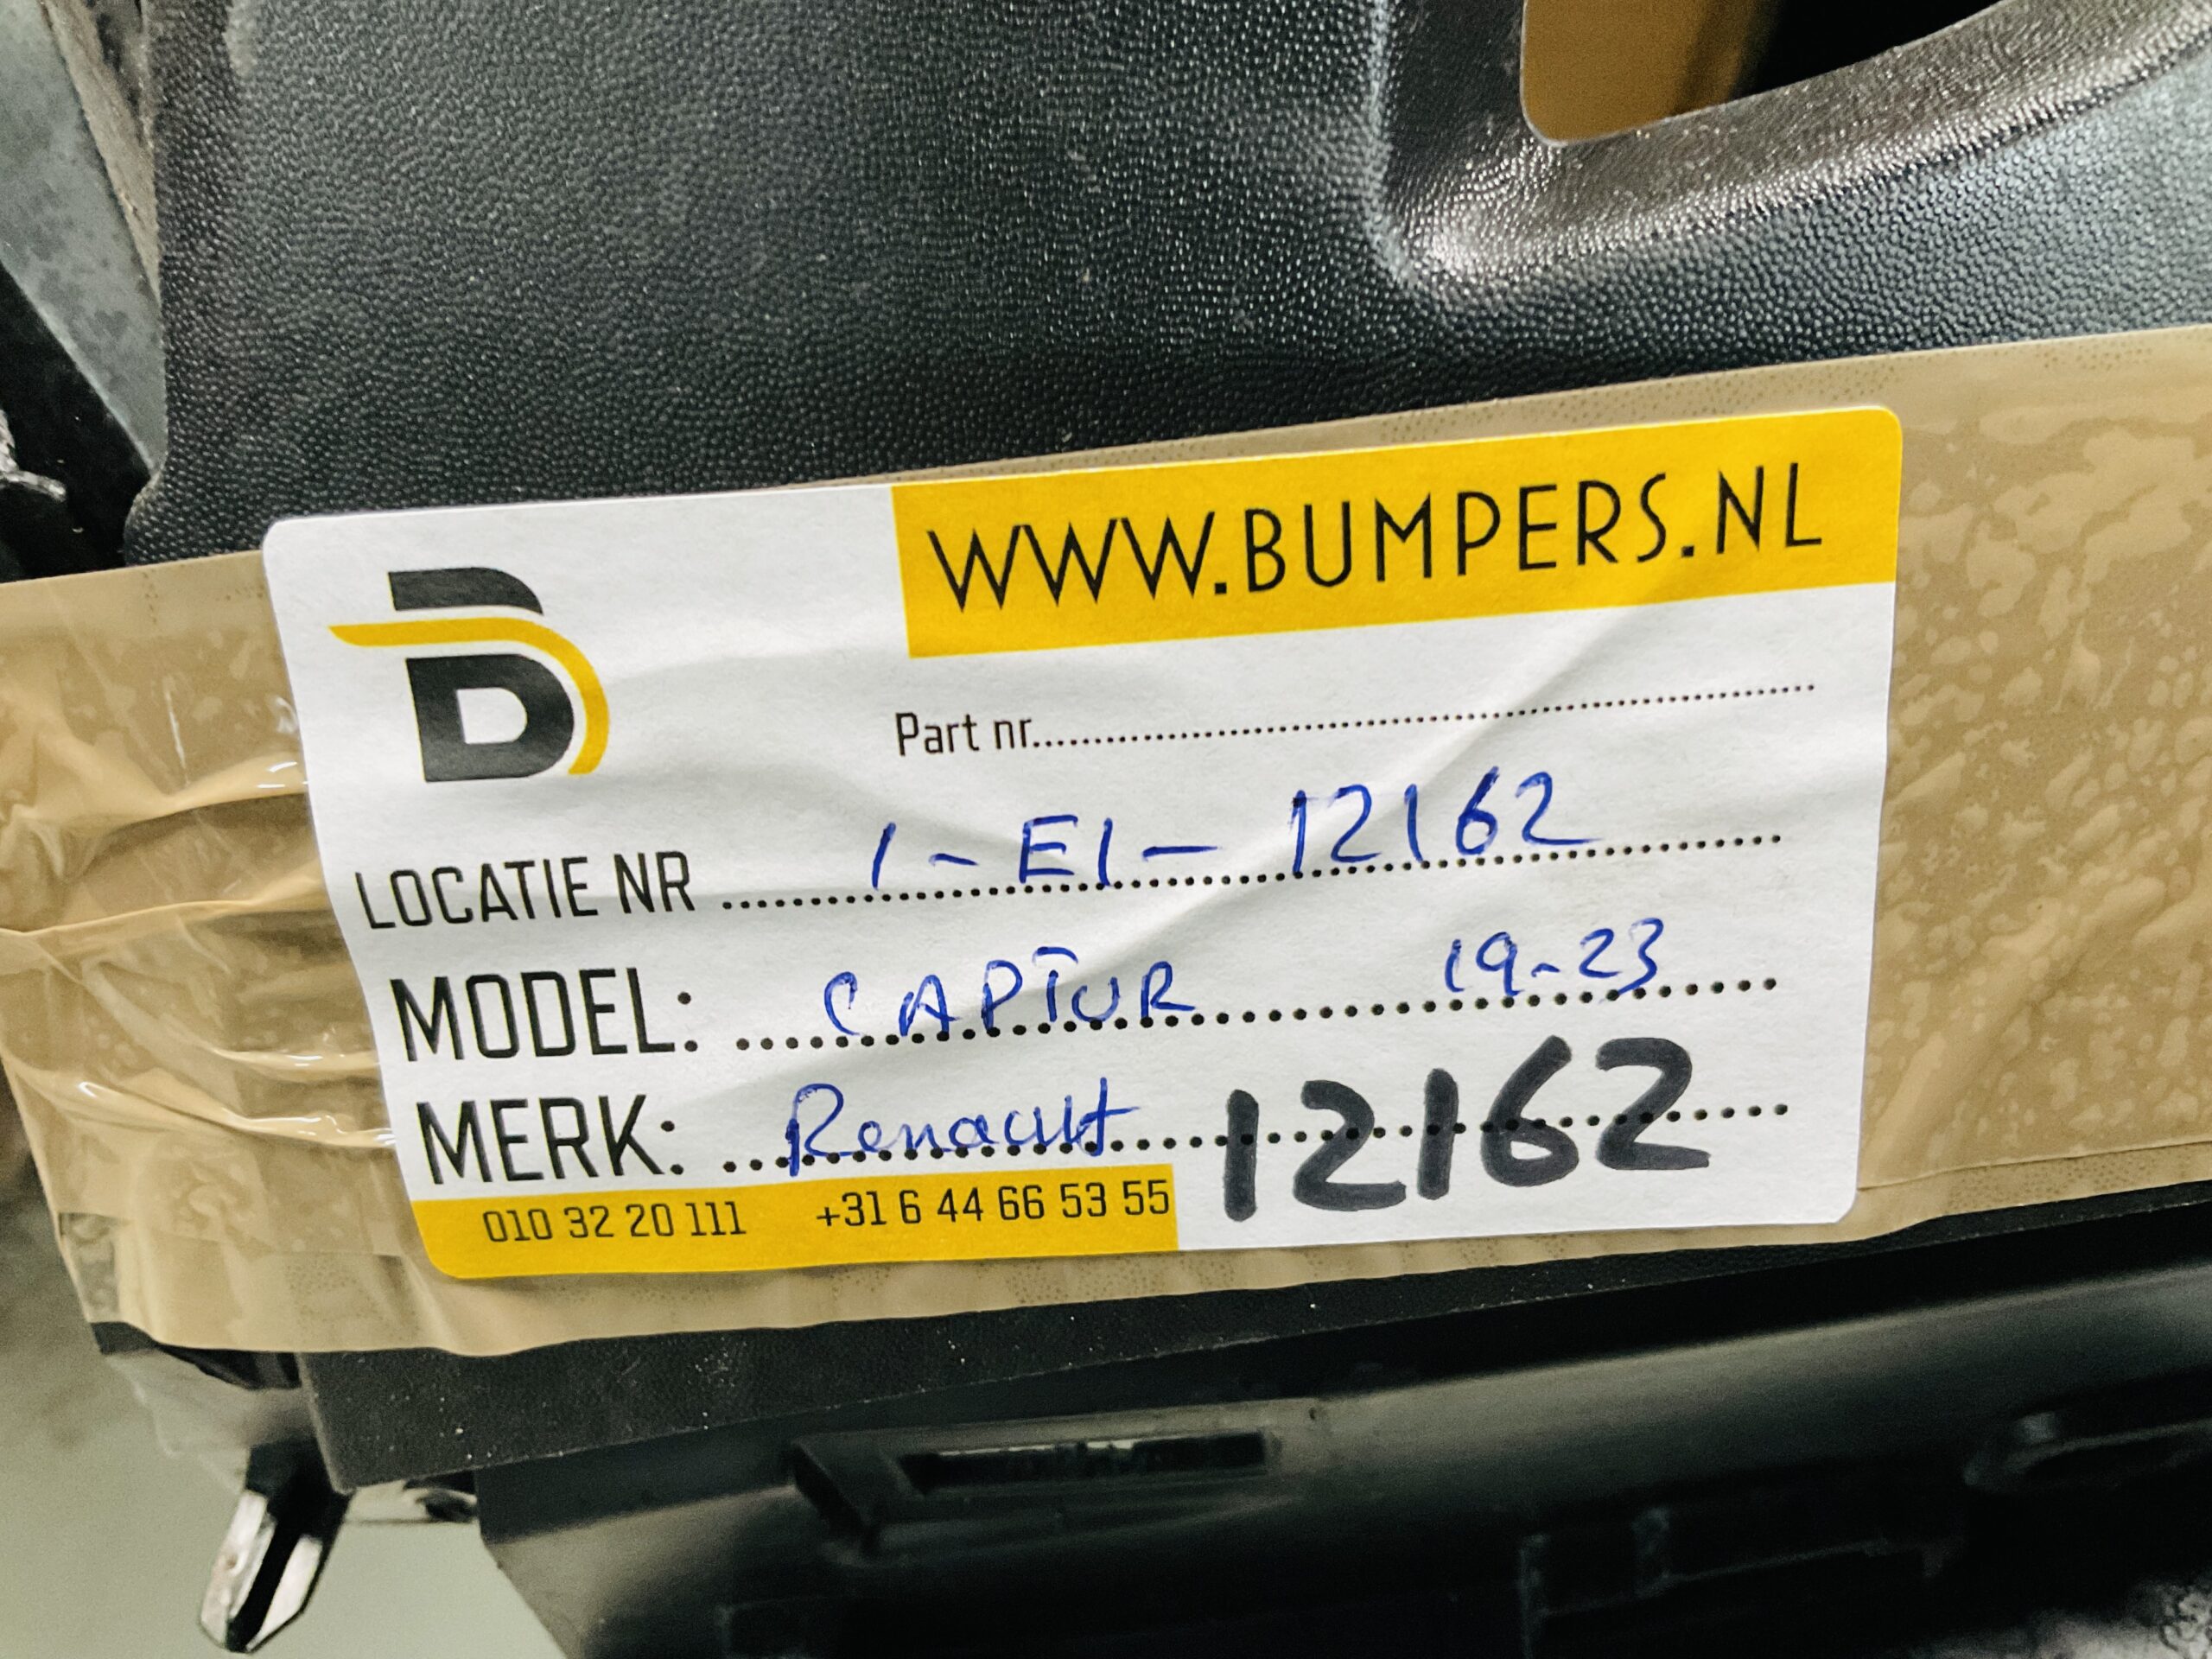 WWW.BUMPERS.NL
B
Part nr....................
LOCATIE NR 1-E1-12162
MODEL: CAPTUR 19-23
MERK: Renault 12162
010 32 20 111 +31 6 44 66 53 55